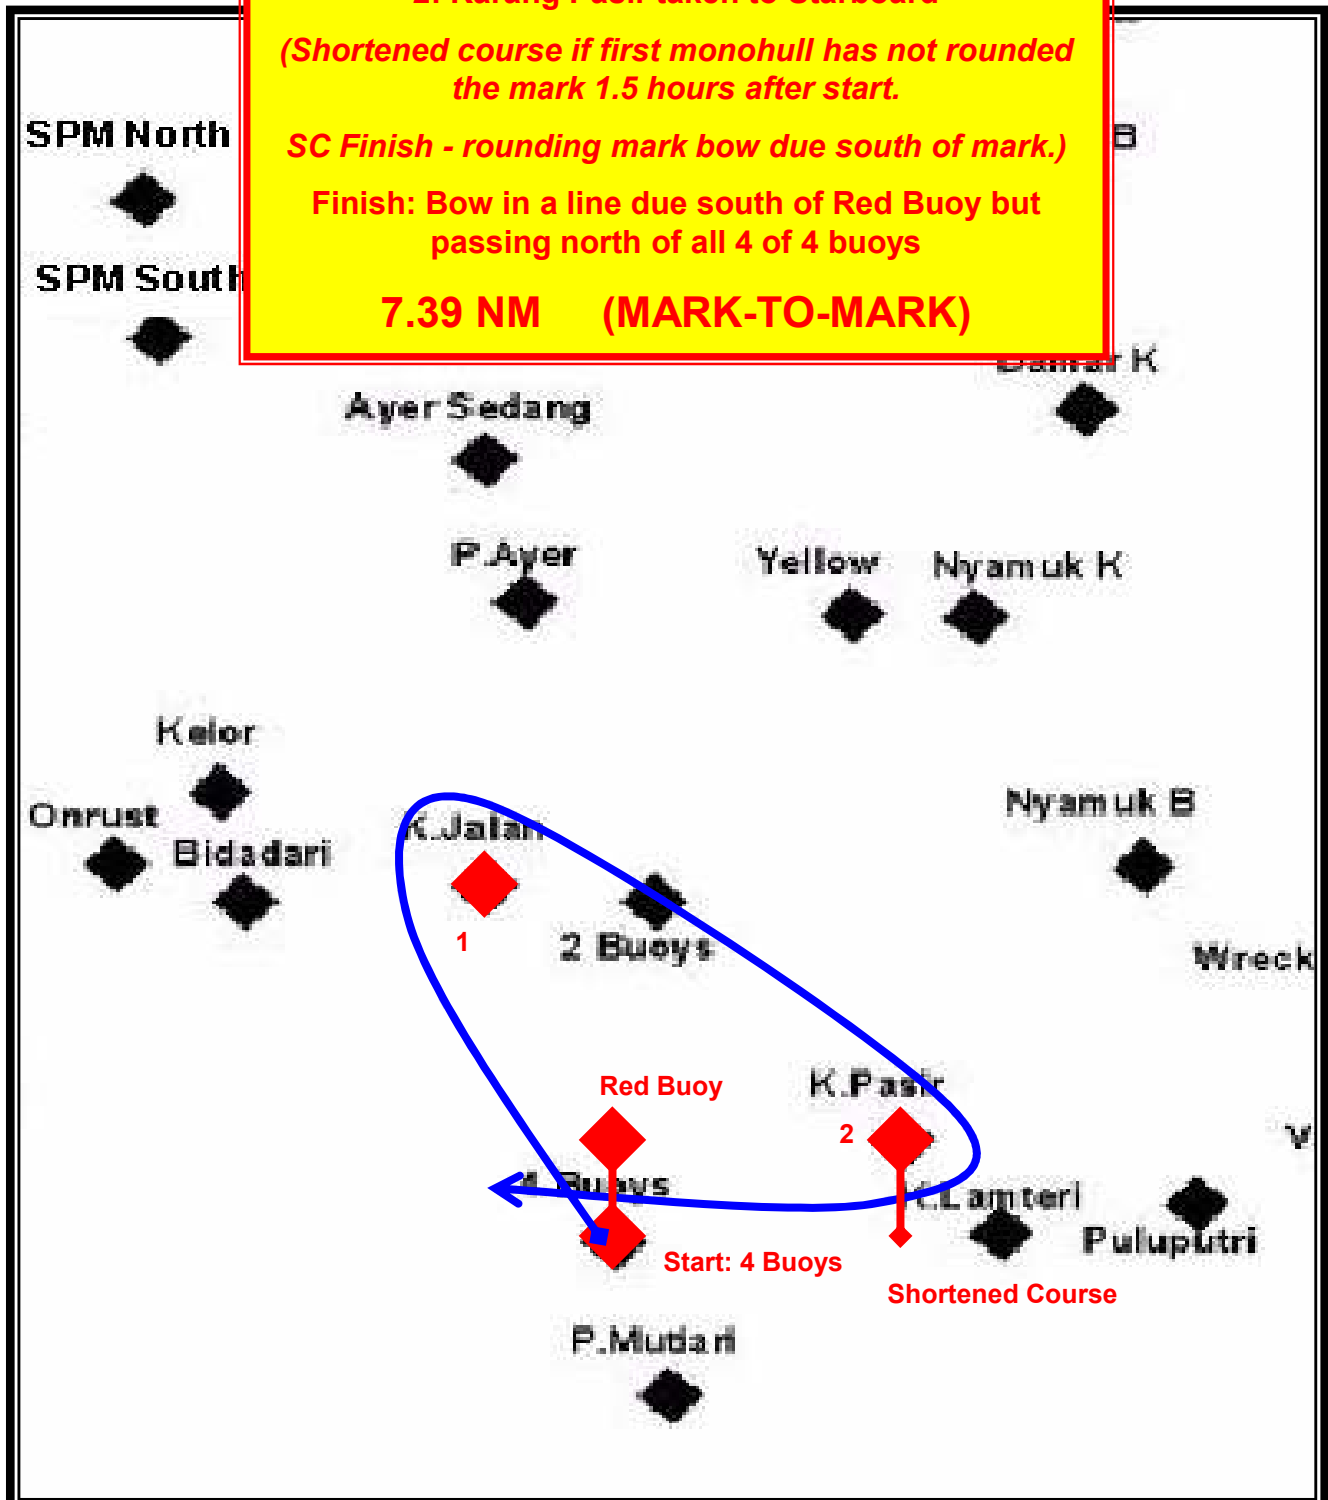 (Shortened course if first monohull has not rounded
the mark 1.5 hours after start.
SPM North
B
SC Finish - rounding mark bow due south of mark.)
Finish: Bow in a line due south of Red Buoy but
passing north of all 4 of 4 buoys
SPM South
7.39 NM (MARK-TO-MARK)
Damar K
Ayer Sedang
P.Ayer
Yellow
Nyamuk K
Kelor
Onrust
Nyamuk B
K.Jalan
Bidadari
1
2 Buoys
Wreck
K.Pasir
Red Buoy
2
4 Buoys
K.Lamteri
Puluputri
Start: 4 Buoys
Shortened Course
P.Mutiari